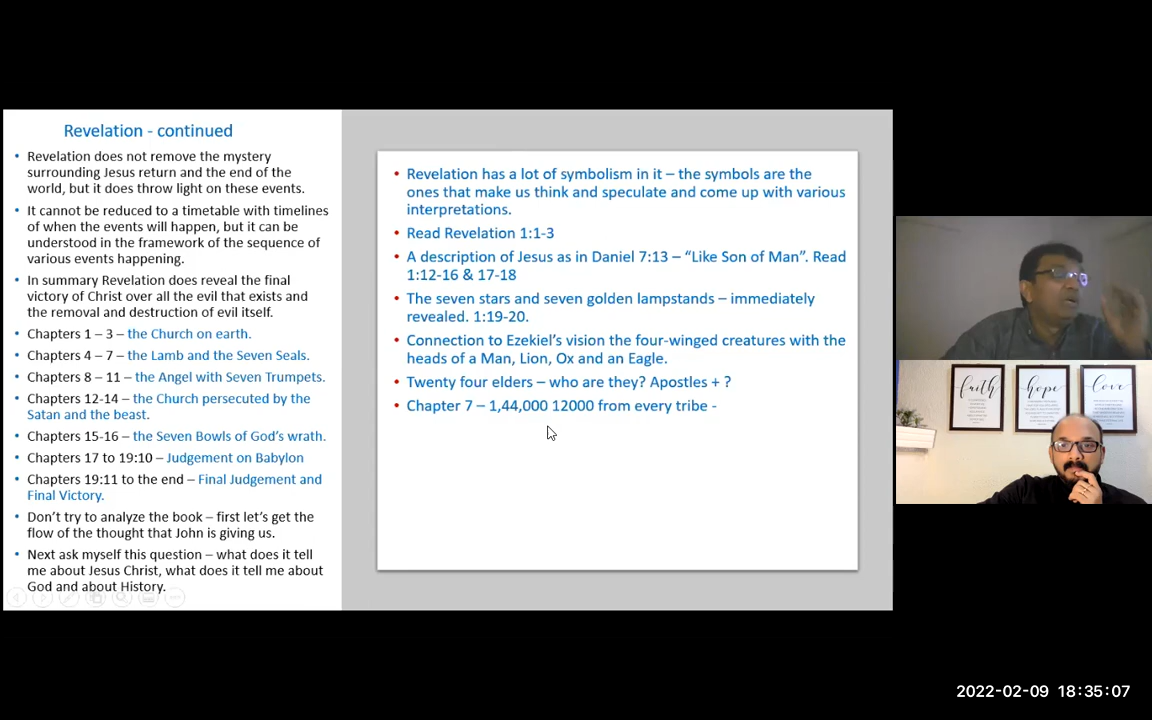 Revelation - continued
• Revelation does not remove the mystery
surrounding Jesus return and the end of the
world, but it does throw light on these events.
• It cannot be reduced to a timetable with timelines
of when the events will happen, but it can be
understood in the framework of the sequence of
various events happening.
• In summary Revelation does reveal the final
victory of Christ over all the evil that exists and
the removal and destruction of evil itself.
• Chapters 1 – 3 – the Church on earth.
• Chapters 4 – 7 – the Lamb and the Seven Seals.
• Chapters 8 – 11 – the Angel with Seven Trumpets.
• Chapters 12-14 – the Church persecuted by the
Satan and the beast.
• Chapters 15-16 – the Seven Bowls of God's wrath.
• Chapters 17 to 19:10 – Judgement on Babylon
• Chapters 19:11 to the end – Final Judgement and
Final Victory.
• Don't try to analyze the book – first let's get the
flow of the thought that John is giving us.
• Next ask myself this question – what does it tell
me about Jesus Christ, what does it tell me about
God and about History.
• Revelation has a lot of symbolism in it – the symbols are the
ones that make us think and speculate and come up with various
interpretations.
• Read Revelation 1:1-3
• A description of Jesus as in Daniel 7:13 – “Like Son of Man”. Read
1:12-16 & 17-18
• The seven stars and seven golden lampstands – immediately
revealed. 1:19-20.
• Connection to Ezekiel's vision the four-winged creatures with the
heads of a Man, Lion, Ox and an Eagle.
• Twenty four elders – who are they? Apostles + ?
• Chapter 7 – 1,44,000 12000 from every tribe -
faith
hope
love
2022-02-09 18:35:07